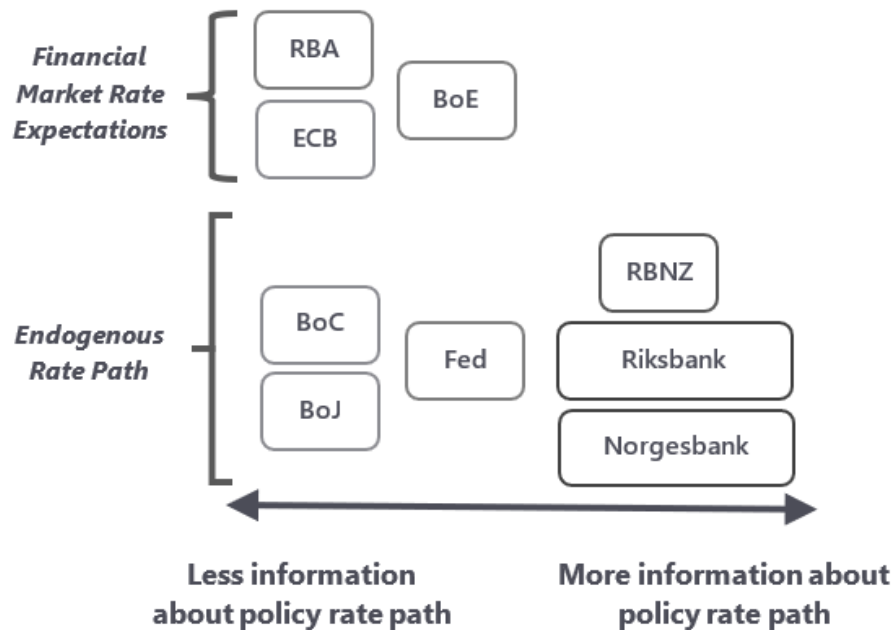 Financial
Market Rate
Expectations
RBA
ECB
BoE
Endogenous
Rate Path
BoC
BoJ
Fed
RBNZ
Riksbank
Norgesbank
Less information
about policy rate path
More information about
policy rate path